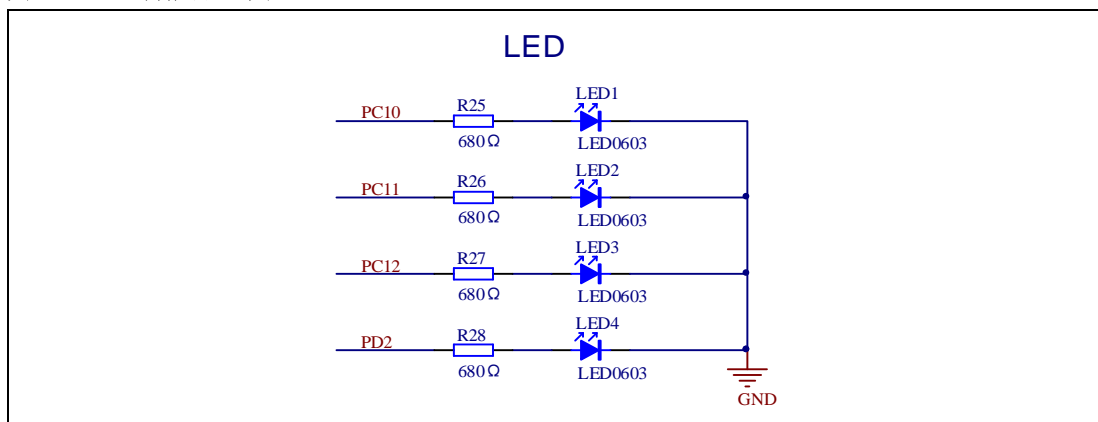 LED
PC10 R25 LED1
680Ω LED0603
PC11 R26 LED2
680Ω LED0603
PC12 R27 LED3
680Ω LED0603
PD2 R28 LED4
680Ω LED0603
GND